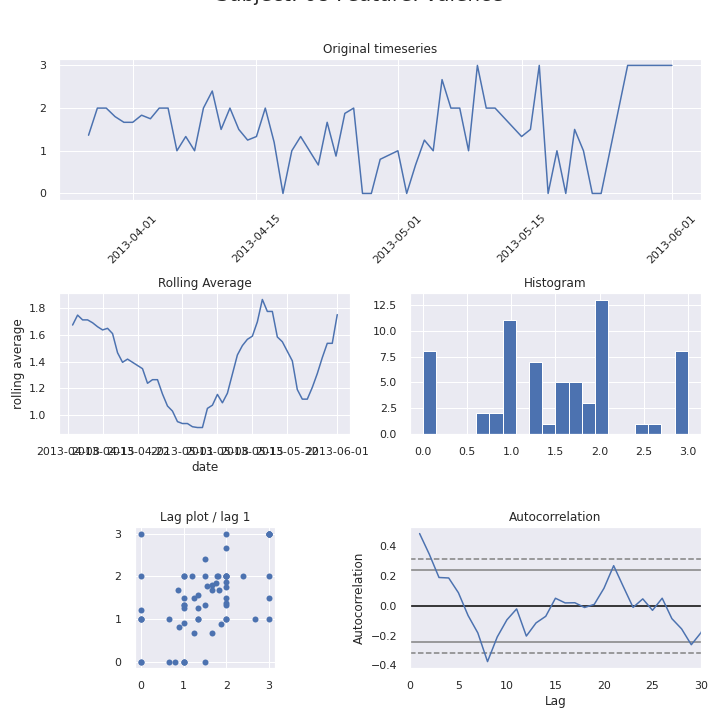 Original timeseries
3
2
1
0
2013-04-01
2013-04-15
2013-05-01
2013-05-15
2013-06-01
Rolling Average
Histogram
rolling average
1.8
1.6
1.4
1.2
1.0
date
12.5
10.0
7.5
5.0
2.5
0.0
0.0 0.5 1.0 1.5 2.0 2.5 3.0
2013-06-01
Lag plot / lag 1
Autocorrelation
3
2
1
0
0 1 2 3
Autocorrelation
0.4
0.2
0.0
−0.2
−0.4
0 5 10 15 20 25 30
Lag